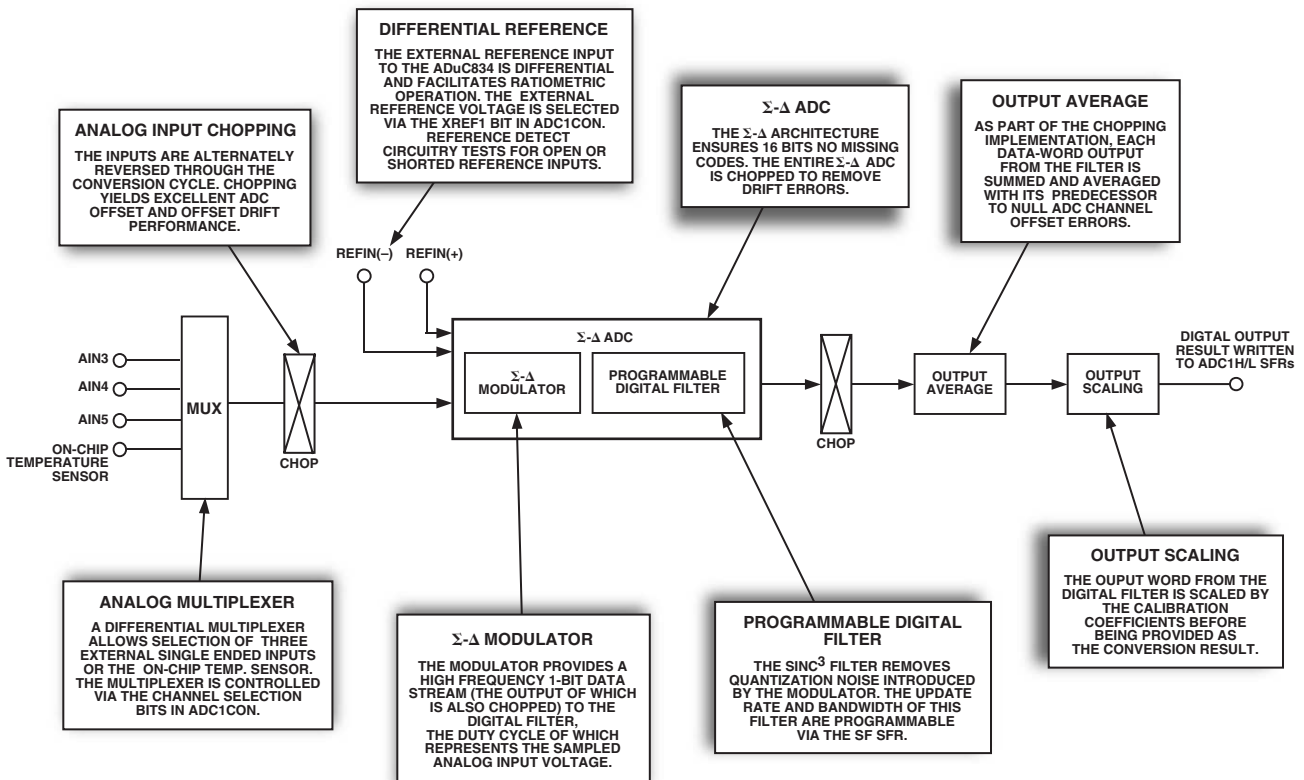 DIFFERENTIAL REFERENCE
THE EXTERNAL REFERENCE INPUT
TO THE ADuC834 IS DIFFERENTIAL
AND FACILITATES RATIOMETRIC
OPERATION. THE EXTERNAL
REFERENCE VOLTAGE IS SELECTED
VIA THE XREF1 BIT IN ADC1CON.
REFERENCE DETECT
CIRCUITRY TESTS FOR OPEN OR
SHORTED REFERENCE INPUTS.
ANALOG INPUT CHOPPING
THE INPUTS ARE ALTERNATELY
REVERSED THROUGH THE
CONVERSION CYCLE. CHOPPING
YIELDS EXCELLENT ADC
OFFSET AND OFFSET DRIFT
PERFORMANCE.
Σ-Δ ADC
THE Σ-Δ ARCHITECTURE
ENSURES 16 BITS NO MISSING
CODES. THE ENTIRE Σ-Δ ADC
IS CHOPPED TO REMOVE
DRIFT ERRORS.
OUTPUT AVERAGE
AS PART OF THE CHOPPING
IMPLEMENTATION, EACH
DATA-WORD OUTPUT
FROM THE FILTER IS
SUMMED AND AVERAGED
WITH ITS PREDECESSOR
TO NULL ADC CHANNEL
OFFSET ERRORS.
REFIN(–) REFIN(+)
AIN3
AIN4
AIN5
ON-CHIP
TEMPERATURE
SENSOR
MUX
CHOP
Σ-Δ ADC
Σ-Δ
MODULATOR
PROGRAMMABLE
DIGITAL FILTER
CHOP
OUTPUT
AVERAGE
OUTPUT
SCALING
DIGTAL OUTPUT
RESULT WRITTEN
TO ADC1H/L SFRs
ANALOG MULTIPLEXER
A DIFFERENTIAL MULTIPLEXER
ALLOWS SELECTION OF THREE
EXTERNAL SINGLE ENDED INPUTS
OR THE ON-CHIP TEMP. SENSOR.
THE MULTIPLEXER IS CONTROLLED
VIA THE CHANNEL SELECTION
BITS IN ADC1CON.
Σ-Δ MODULATOR
THE MODULATOR PROVIDES A
HIGH FREQUENCY 1-BIT DATA
STREAM (THE OUTPUT OF WHICH
IS ALSO CHOPPED) TO THE
DIGITAL FILTER,
THE DUTY CYCLE OF WHICH
REPRESENTS THE SAMPLED
ANALOG INPUT VOLTAGE.
PROGRAMMABLE DIGITAL
FILTER
THE SINC³ FILTER REMOVES
QUANTIZATION NOISE INTRODUCED
BY THE MODULATOR. THE UPDATE
RATE AND BANDWIDTH OF THIS
FILTER ARE PROGRAMMABLE
VIA THE SF SFR.
OUTPUT SCALING
THE OUPUT WORD FROM THE
DIGITAL FILTER IS SCALED BY
THE CALIBRATION
COEFFICIENTS BEFORE
BEING PROVIDED AS
THE CONVERSION RESULT.